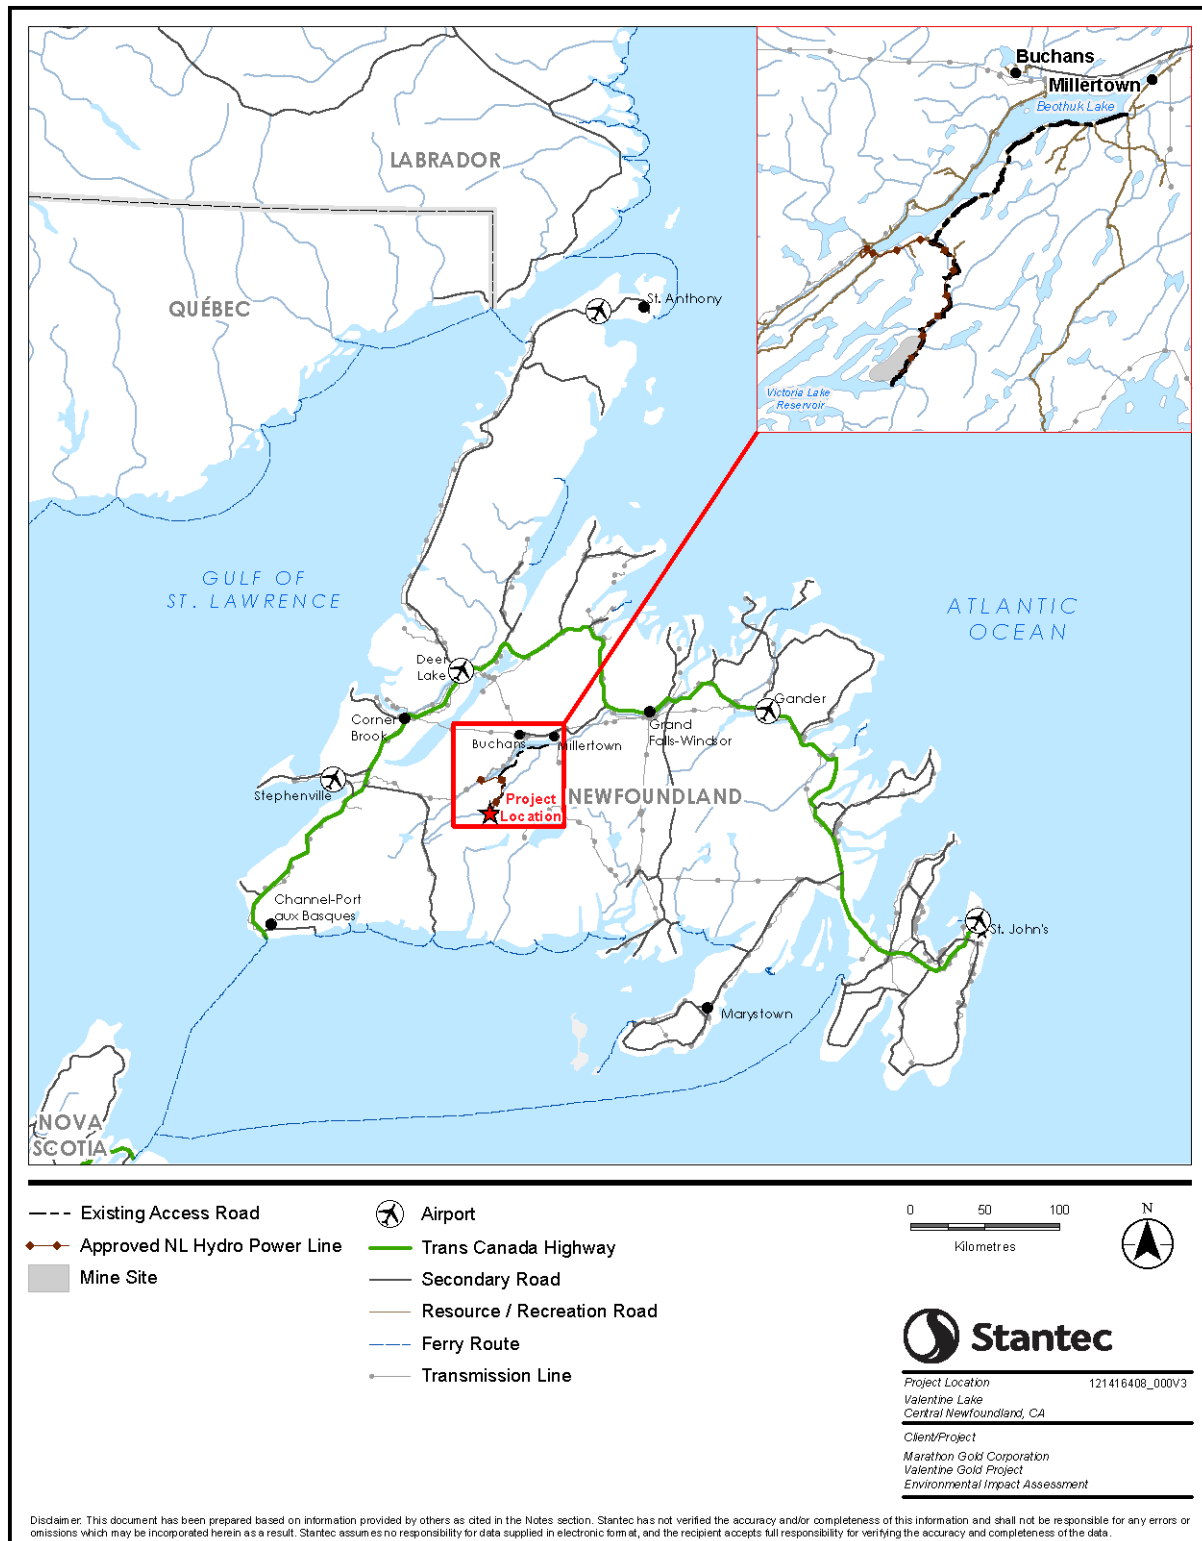 Buchans
Millertown
Beothuk Lake
Victoria Lake
Reservoir
LABRADOR
QUÉBEC
St. Anthony
GULF OF
ST. LAWRENCE
ATLANTIC
OCEAN
Deer
Lake
Corner
Brook
Buchans
Millertown
Grand
Falls-Windsor
Gander
Stephenville
Project
Location
NEWFOUNDLAND
Channel-Port
aux Basques
St. John's
Marystown
NOVA
SCOTIA
Existing Access Road
Approved NL Hydro Power Line
Mine Site
Airport
Trans Canada Highway
Secondary Road
Resource / Recreation Road
Ferry Route
Transmission Line
0 50 100
Kilometres
N
Stantec
Project Location 121416408_000V3
Valentine Lake
Central Newfoundland, CA
Client/Project
Marathon Gold Corporation
Valentine Gold Project
Environmental Impact Assessment
Disclaimer: This document has been prepared based on information provided by others as cited in the Notes section. Stantec has not verified the accuracy and/or completeness of this information and shall not be responsible for any errors or
omissions which may be incorporated herein as a result. Stantec assumes no responsibility for data supplied in electronic format, and the recipient accepts full responsibility for verifying the accuracy and completeness of the data.